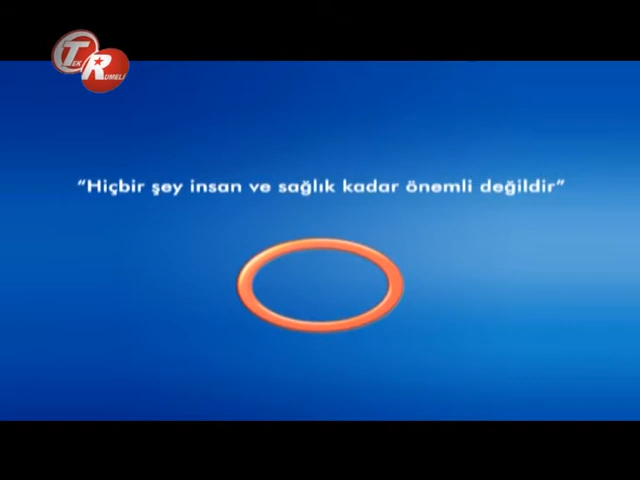 TEK
RUMELİ
“Hiçbir şey insan ve sağlık kadar önemli değildir”